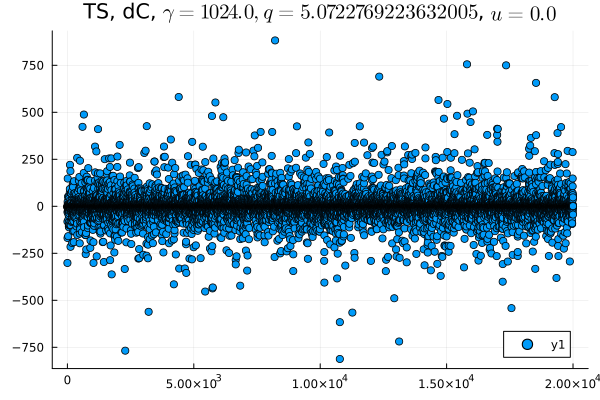 TS, dC, γ = 1024.0, q = 5.0722769223632005, u = 0.0
750
500
250
0
−250
−500
−750
y1
0 5.00×10³ 1.00×10⁴ 1.50×10⁴ 2.00×10⁴